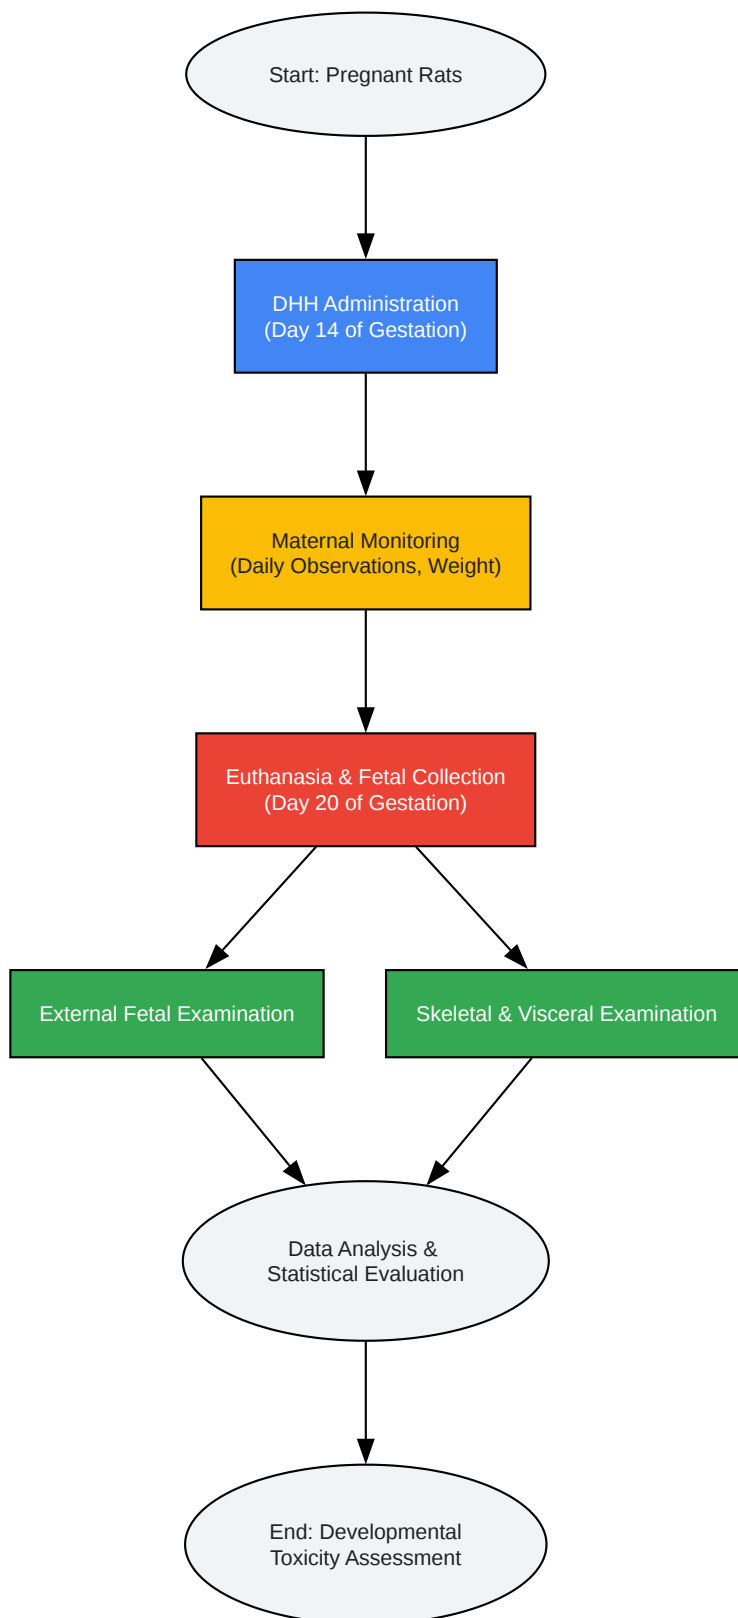 Start: Pregnant Rats
DHH Administration
(Day 14 of Gestation)
Maternal Monitoring
(Daily Observations, Weight)
Euthanasia & Fetal Collection
(Day 20 of Gestation)
External Fetal Examination
Skeletal & Visceral Examination
Data Analysis &
Statistical Evaluation
End: Developmental
Toxicity Assessment